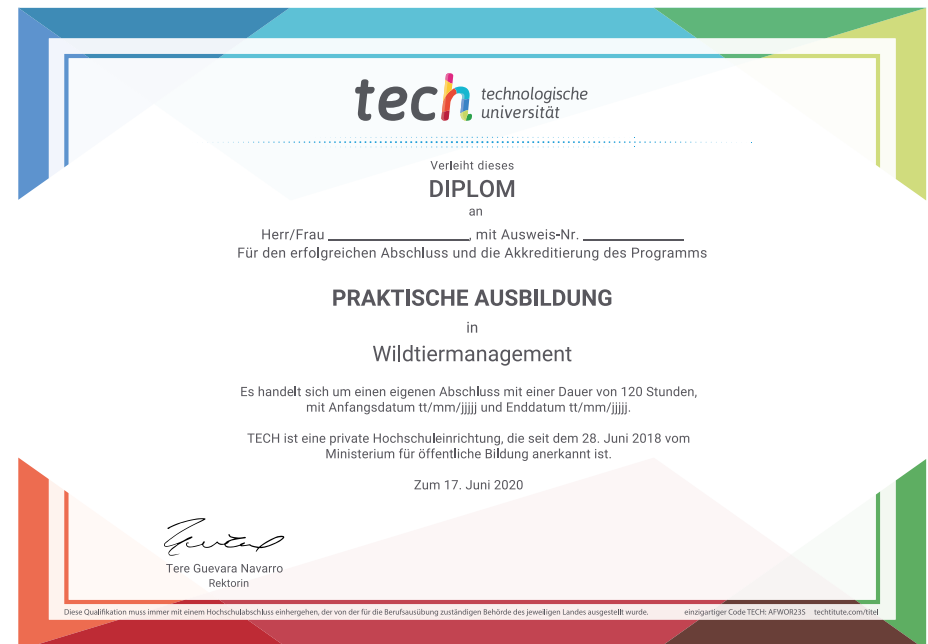 tech technologische
universität
Verleiht dieses
DIPLOM
an
Herr/Frau ____________________, mit Ausweis-Nr. ______________
Für den erfolgreichen Abschluss und die Akkreditierung des Programms
PRAKTISCHE AUSBILDUNG
in
Wildtiermanagement
Es handelt sich um einen eigenen Abschluss mit einer Dauer von 120 Stunden,
mit Anfangsdatum tt/mm/jjjjj und Enddatum tt/mm/jjjjj.
TECH ist eine private Hochschuleinrichtung, die seit dem 28. Juni 2018 vom
Ministerium für öffentliche Bildung anerkannt ist.
Zum 17. Juni 2020
Tere Guevara Navarro
Rektorin
Diese Qualifikation muss immer mit einem Hochschulabschluss einhergehen, der von der für die Berufsausübung zuständigen Behörde des jeweiligen Landes ausgestellt wurde. einzigartiger Code TECH: AFWOR23S techtitute.com/titel